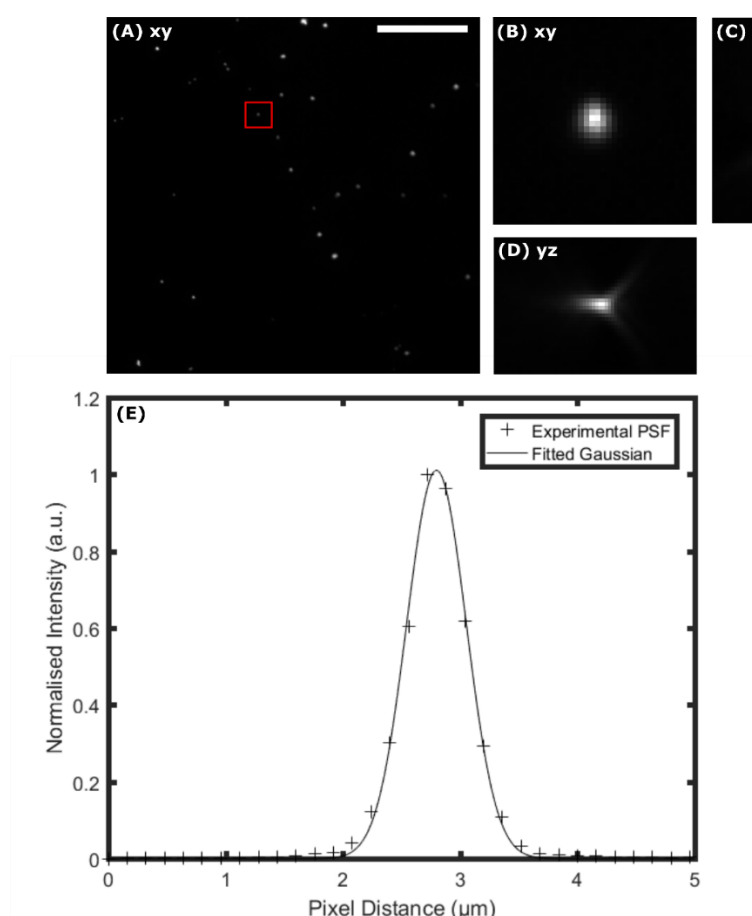 (A) xy
(B) xy
(C)
(D) yz
(E)
Experimental PSF
Fitted Gaussian
Normalised Intensity (a.u.)
1.2
1
0.8
0.6
0.4
0.2
0
0 1 2 3 4 5
Pixel Distance (μm)